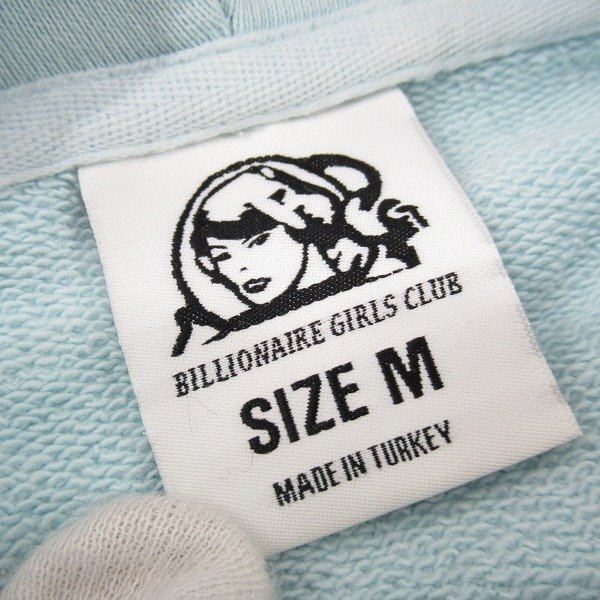 BILLIONAIRE GIRLS CLUB
SIZE M
MADE IN TURKEY